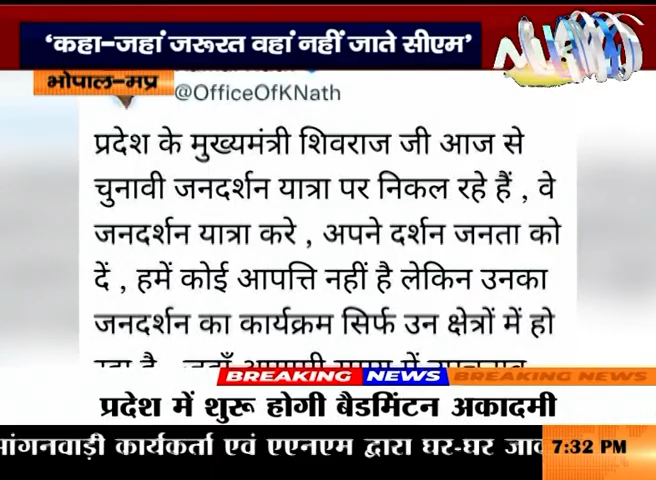 ‘कहा-जहां जरूरत वहां नहीं जाते सीएम’
भोपाल-मप्र
@OfficeOfKNath
प्रदेश के मुख्यमंत्री शिवराज जी आज से
चुनावी जनदर्शन यात्रा पर निकल रहे हैं , वे
जनदर्शन यात्रा करे , अपने दर्शन जनता को
दें , हमें कोई आपत्ति नहीं है लेकिन उनका
जनदर्शन का कार्यक्रम सिर्फ उन क्षेत्रों में हो
BREAKING NEWS BREAKING NEWS
प्रदेश में शुरू होगी बैडमिंटन अकादमी
कार्यकर्ता एवं एएनएम द्वारा घर-घर
7:32 PM